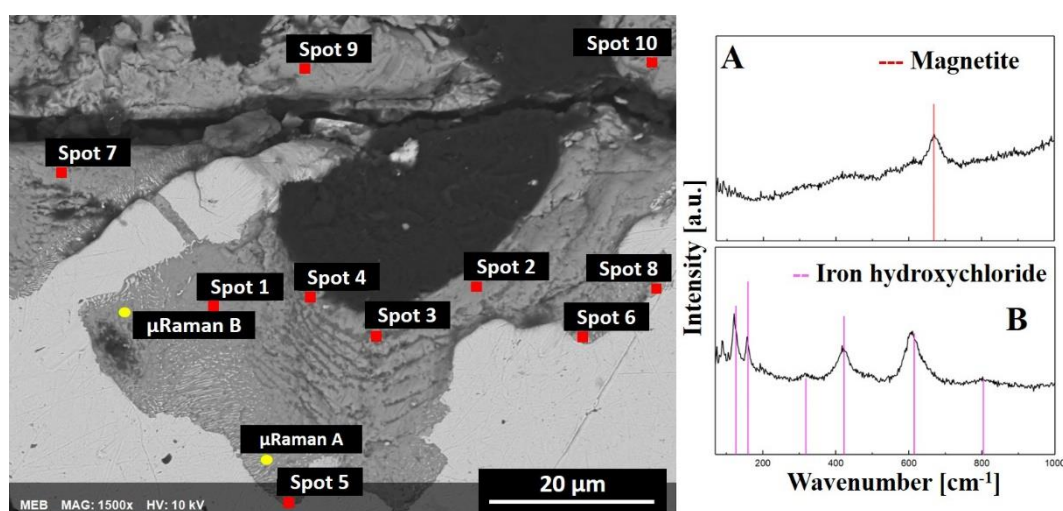 Spot 9
Spot 10
Spot 7
Spot 1
Spot 4
Spot 2
Spot 8
μRaman B
Spot 3
Spot 6
μRaman A
Spot 5
20 μm
MEB MAG: 1500x HV: 10 kV
A
--- Magnetite
Intensity [a.u.]
-- Iron hydroxychloride
B
200 400 600 800 1000
Wavenumber [cm⁻¹]